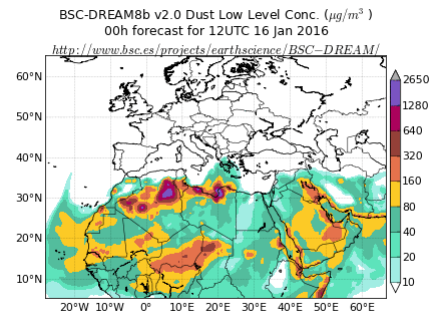 BSC-DREAM8b v2.0 Dust Low Level Conc. (μg/m³ )
00h forecast for 12UTC 16 Jan 2016
http://www.bsc.es/projects/earthscience/BSC−DREAM/
60°N
50°N
40°N
30°N
20°N
10°N
20°W
10°W
0°
10°E
20°E
30°E
40°E
50°E
60°E
2650
1280
640
320
160
80
40
20
10